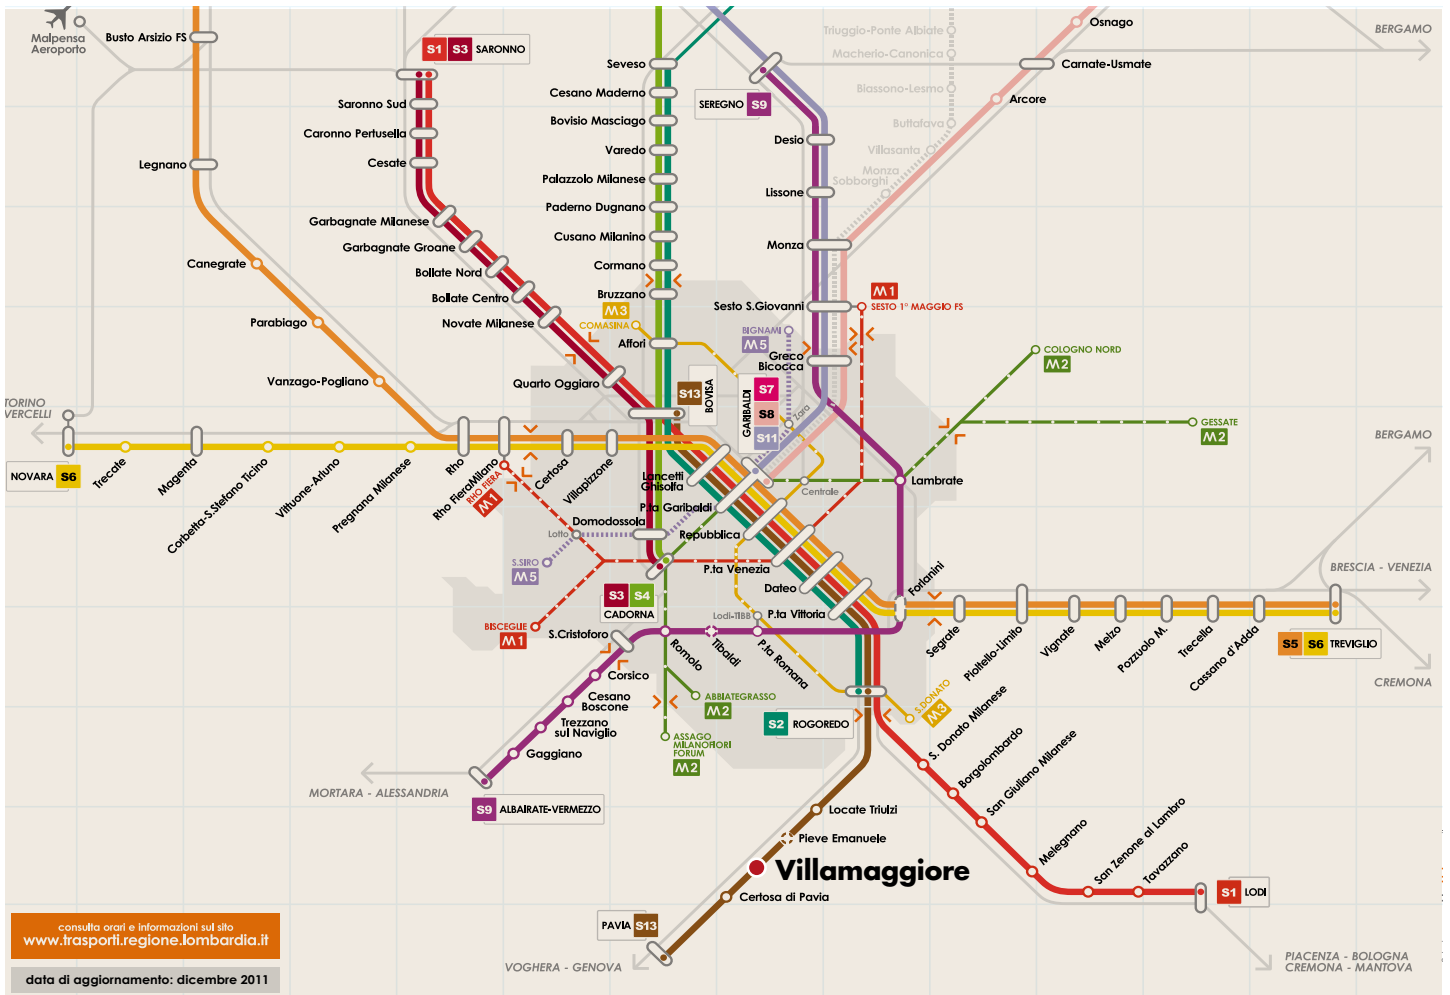 Malpensa
Aeroporto
Busto Arsizio FS
S1 S3 SARONNO
Saronno Sud
Caronno Pertusella
Cesate
Legnano
Garbagnate Milanese
Garbagnate Groane
Bollate Nord
Bollate Centro
Novate Milanese
Quarto Oggiaro
Canegrate
Parabiago
Vanzago-Pogliano
Seveso
Cesano Maderno
Bovisio Masciago
Varedo
Palazzolo Milanese
Paderno Dugnano
Cusano Milanino
Cormano
Bruzzano
M3
COMASINA
Affori
S13 BOVISA
SEREGNO S9
Desio
Lissone
Monza
Sesto S.Giovanni
M1
SESTO 1° MAGGIO FS
BIGNAMI
M5
Greco
Bicocca
GARIBALDI
S7
S8
S11
Zara
Triuggio-Ponte Albiate
Macherio-Canonica
Biassono-Lesmo
Buttafava
Villasanta
Monza
Sobborghi
Osnago
Carnate-Usmate
Arcore
BERGAMO
COLOGNO NORD
M2
GESSATE
M2
BERGAMO
TORINO
VERCELLI
NOVARA S6
Trecate
Magenta
Corbetta-S.Stefano Ticino
Vittuone-Arluno
Pregnana Milanese
Rho
Rho FieraMilano
RHO FIERA
M1
Certosa
Villapizzone
Lancetti
Ghisolfa
P.ta Garibaldi
Centrale
Lambrate
Domodossola
Lotto
S.SIRO
M5
Repubblica
P.ta Venezia
Dateo
P.ta Vittoria
Forlanini
S3 S4
CADORNA
BISCEGLIE
M1
Lodi-TIBB
S.Cristoforo
Romolo
Tibaldi
P.ta Romana
Corsico
Cesano
Boscone
Trezzano
sul Naviglio
Gaggiano
S9 ALBAIRATE-VERMEZZO
MORTARA - ALESSANDRIA
ABBIATEGRASSO
M2
ASSAGO
MILANOFIORI
FORUM
M2
S2 ROGOREDO
S.DONATO
M3
Segrate
Pioltello-Limito
Vignate
Melzo
Pozzuolo M.
Trecella
Cassano d'Adda
S5 S6 TREVIGLIO
BRESCIA - VENEZIA
CREMONA
S. Donato Milanese
Borgolombardo
San Giuliano Milanese
Melegnano
San Zenone al Lambro
Tavazzano
S1 LODI
PIACENZA - BOLOGNA
CREMONA - MANTOVA
Locate Triulzi
Pieve Emanuele
Villamaggiore
Certosa di Pavia
PAVIA S13
VOGHERA - GENOVA
consulta orari e informazioni sul sito
www.trasporti.regione.lombardia.it
data di aggiornamento: dicembre 2011